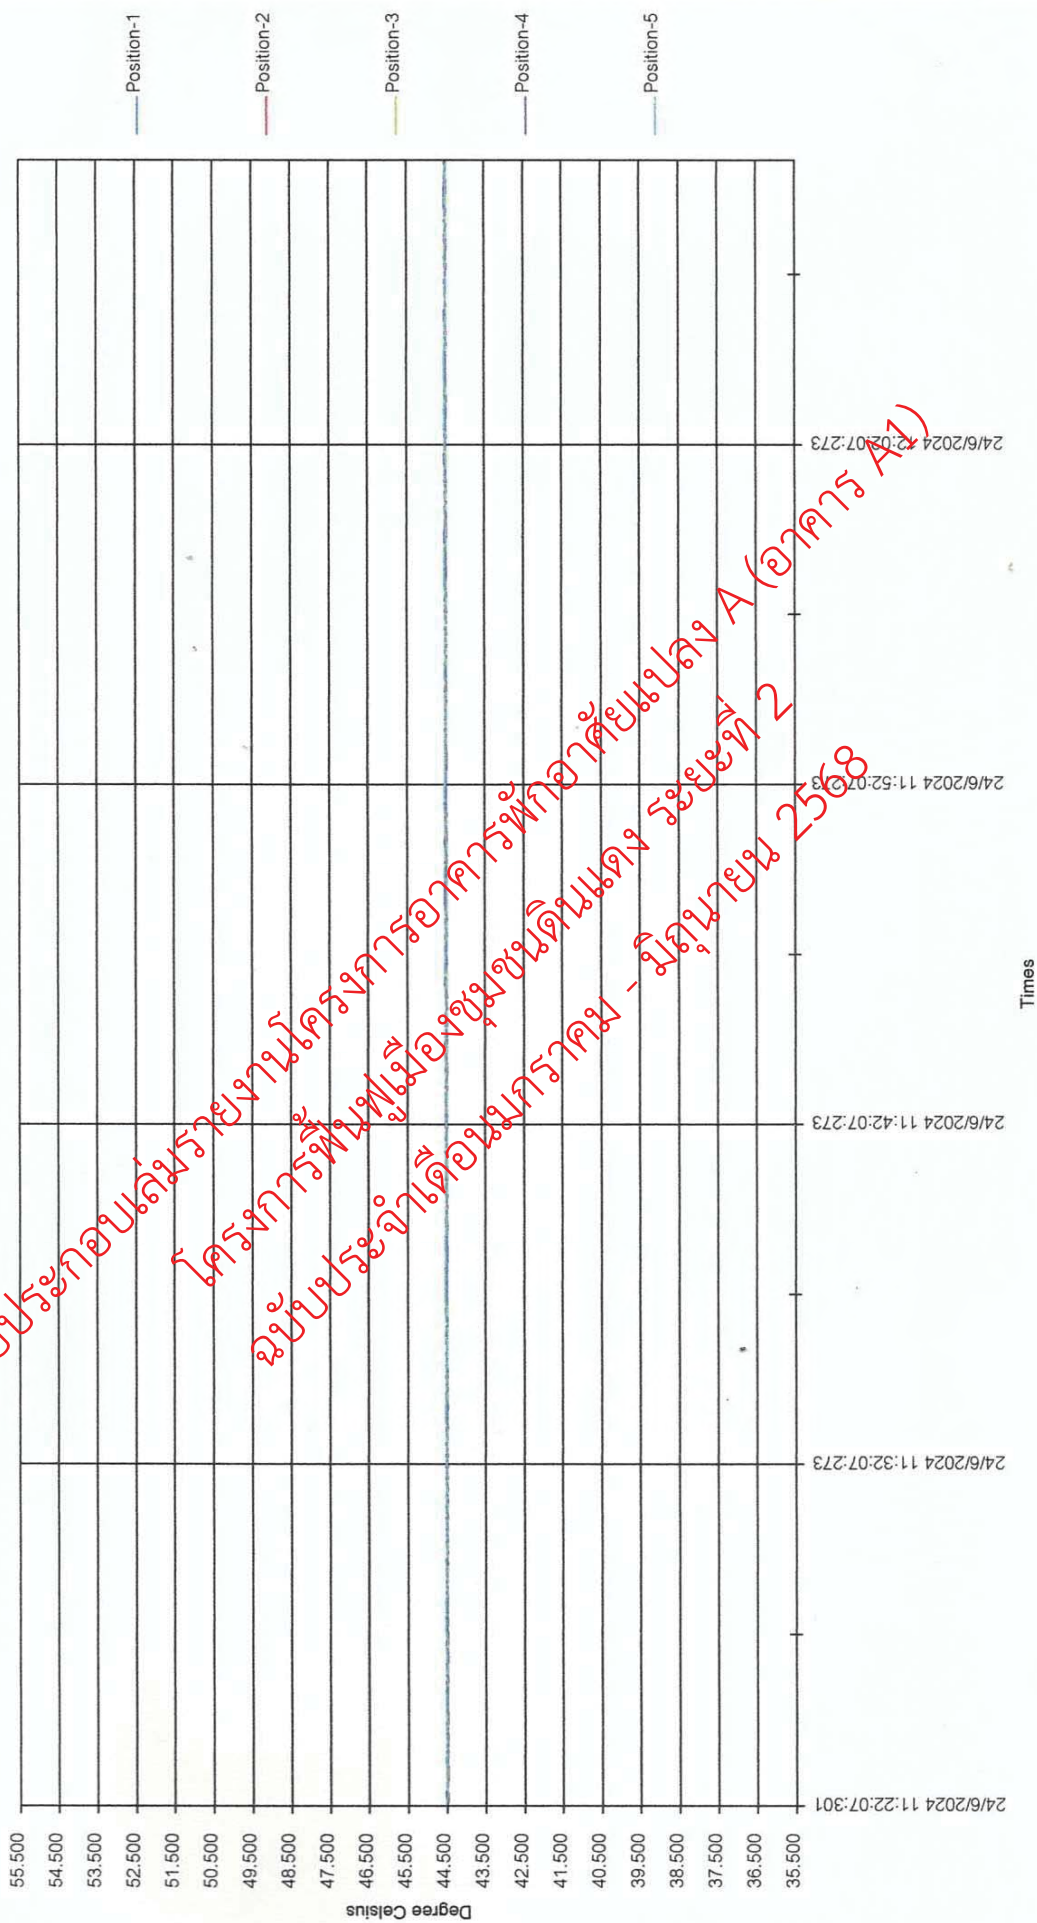 Position-1
Position-2
Position-3
Position-4
Position-5
55.500
54.500
53.500
52.500
51.500
50.500
49.500
48.500
47.500
46.500
45.500
44.500
43.500
42.500
41.500
40.500
39.500
38.500
37.500
36.500
35.500
Degree Celsius
24/6/2024 11:22:07:301
24/6/2024 11:32:07:273
24/6/2024 11:42:07:273
24/6/2024 11:52:07:273
24/6/2024 12:02:07:273
Times
ประกอบเล่มรายงานโครงการอาคารพักอาศัยแปลง A (อาคาร A1)
โครงการฟื้นฟูเมืองชุมชนดินแดง ระยะที่ 2
ฉบับประจำเดือนมกราคม - มิถุนายน 2568